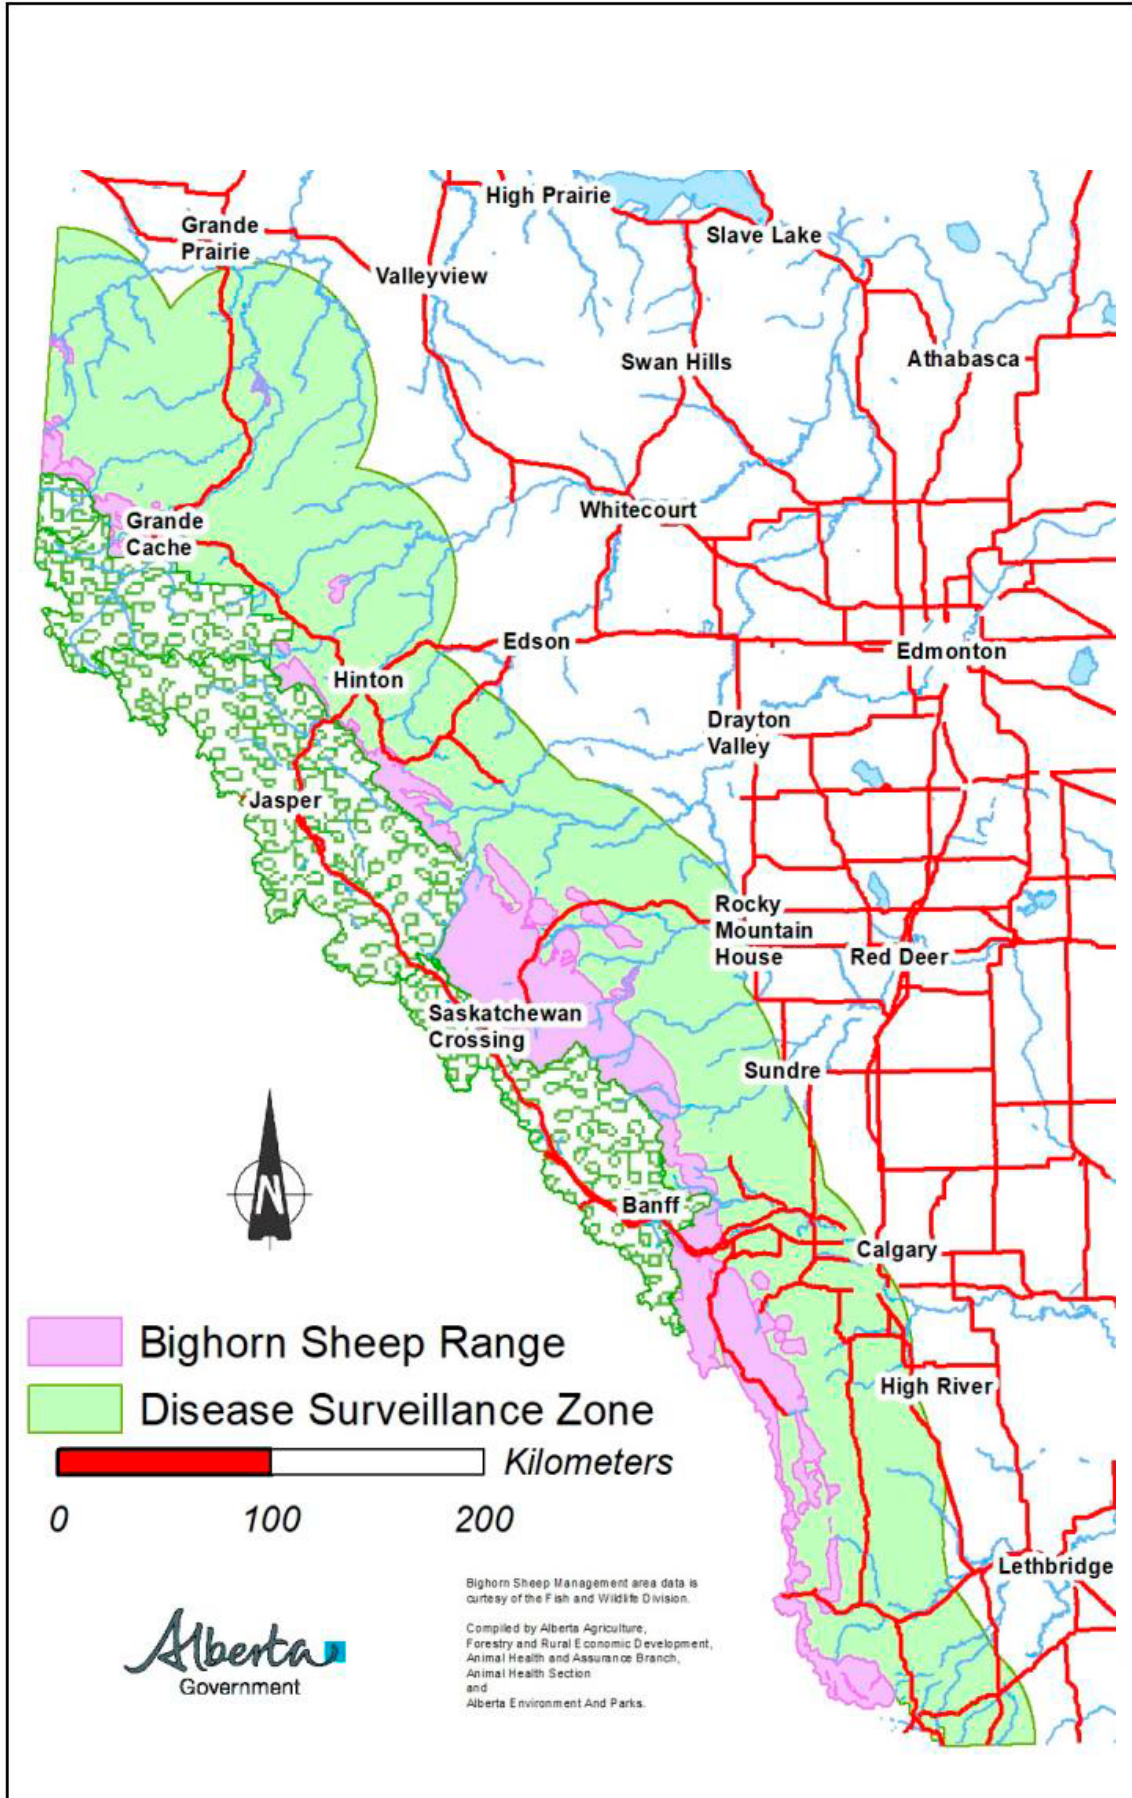 High Prairie
Grande
Prairie
Slave Lake
Valleyview
Swan Hills
Athabasca
Whitecourt
Grande
Cache
Edson
Edmonton
Hinton
Drayton
Valley
Jasper
Rocky
Mountain
House
Red Deer
Saskatchewan
Crossing
Sundre
N
Banff
Calgary
Bighorn Sheep Range
High River
Disease Surveillance Zone
Kilometers
0 100 200
Lethbridge
Bighorn Sheep Management area data is
curtesy of the Fish and Wildlife Division.
Compiled by Alberta Agriculture,
Forestry and Rural Economic Development,
Animal Health and Assurance Branch,
Animal Health Section
and
Alberta Environment And Parks.
Alberta
Government